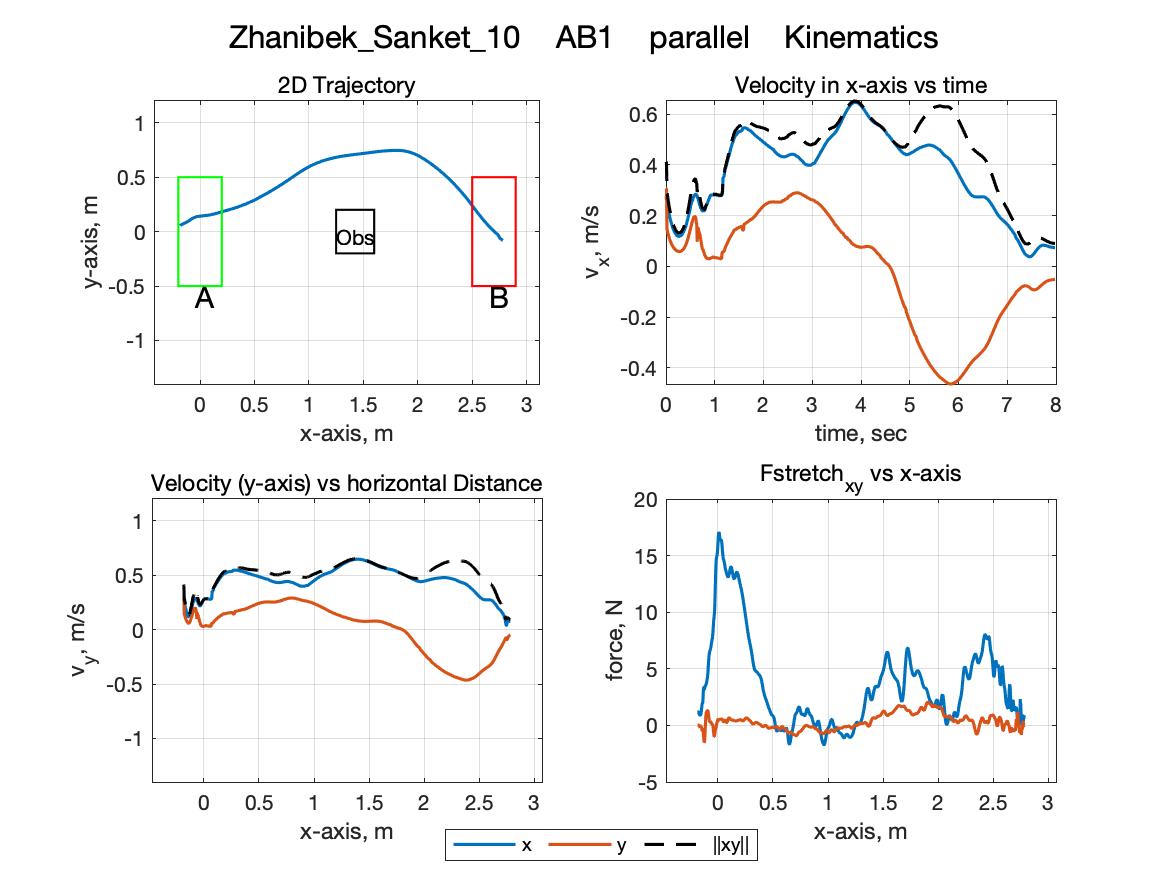 Zhanibek_Sanket_10 AB1 parallel Kinematics
2D Trajectory
1
0.5
0
-0.5
-1
y-axis, m
Obs
A
B
0 0.5 1 1.5 2 2.5 3
x-axis, m
Velocity in x-axis vs time
0.6
0.4
0.2
0
-0.2
-0.4
v_x, m/s
0 1 2 3 4 5 6 7 8
time, sec
Velocity (y-axis) vs horizontal Distance
1
0.5
0
-0.5
-1
v_y, m/s
0 0.5 1 1.5 2 2.5 3
x-axis, m
Fstretch_xy vs x-axis
20
15
10
5
0
-5
force, N
0 0.5 1 1.5 2 2.5 3
x-axis, m
x y ||xy||